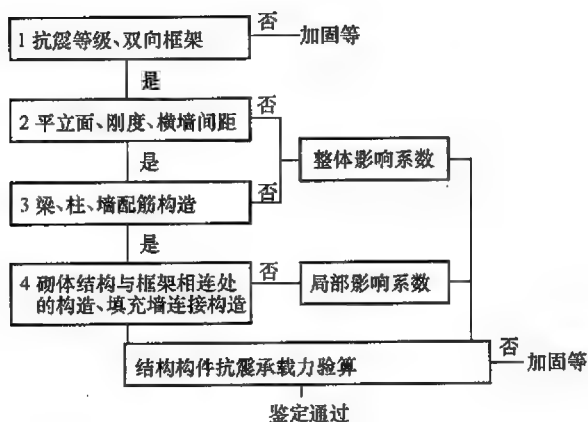 1 抗震等级、双向框架
否
加固等
是
2 平立面、刚度、横墙间距
否
整体影响系数
是
3 梁、柱、墙配筋构造
否
是
4 砌体结构与框架相连处
的构造、填充墙连接构造
否
局部影响系数
结构构件抗震承载力验算
否
加固等
鉴定通过